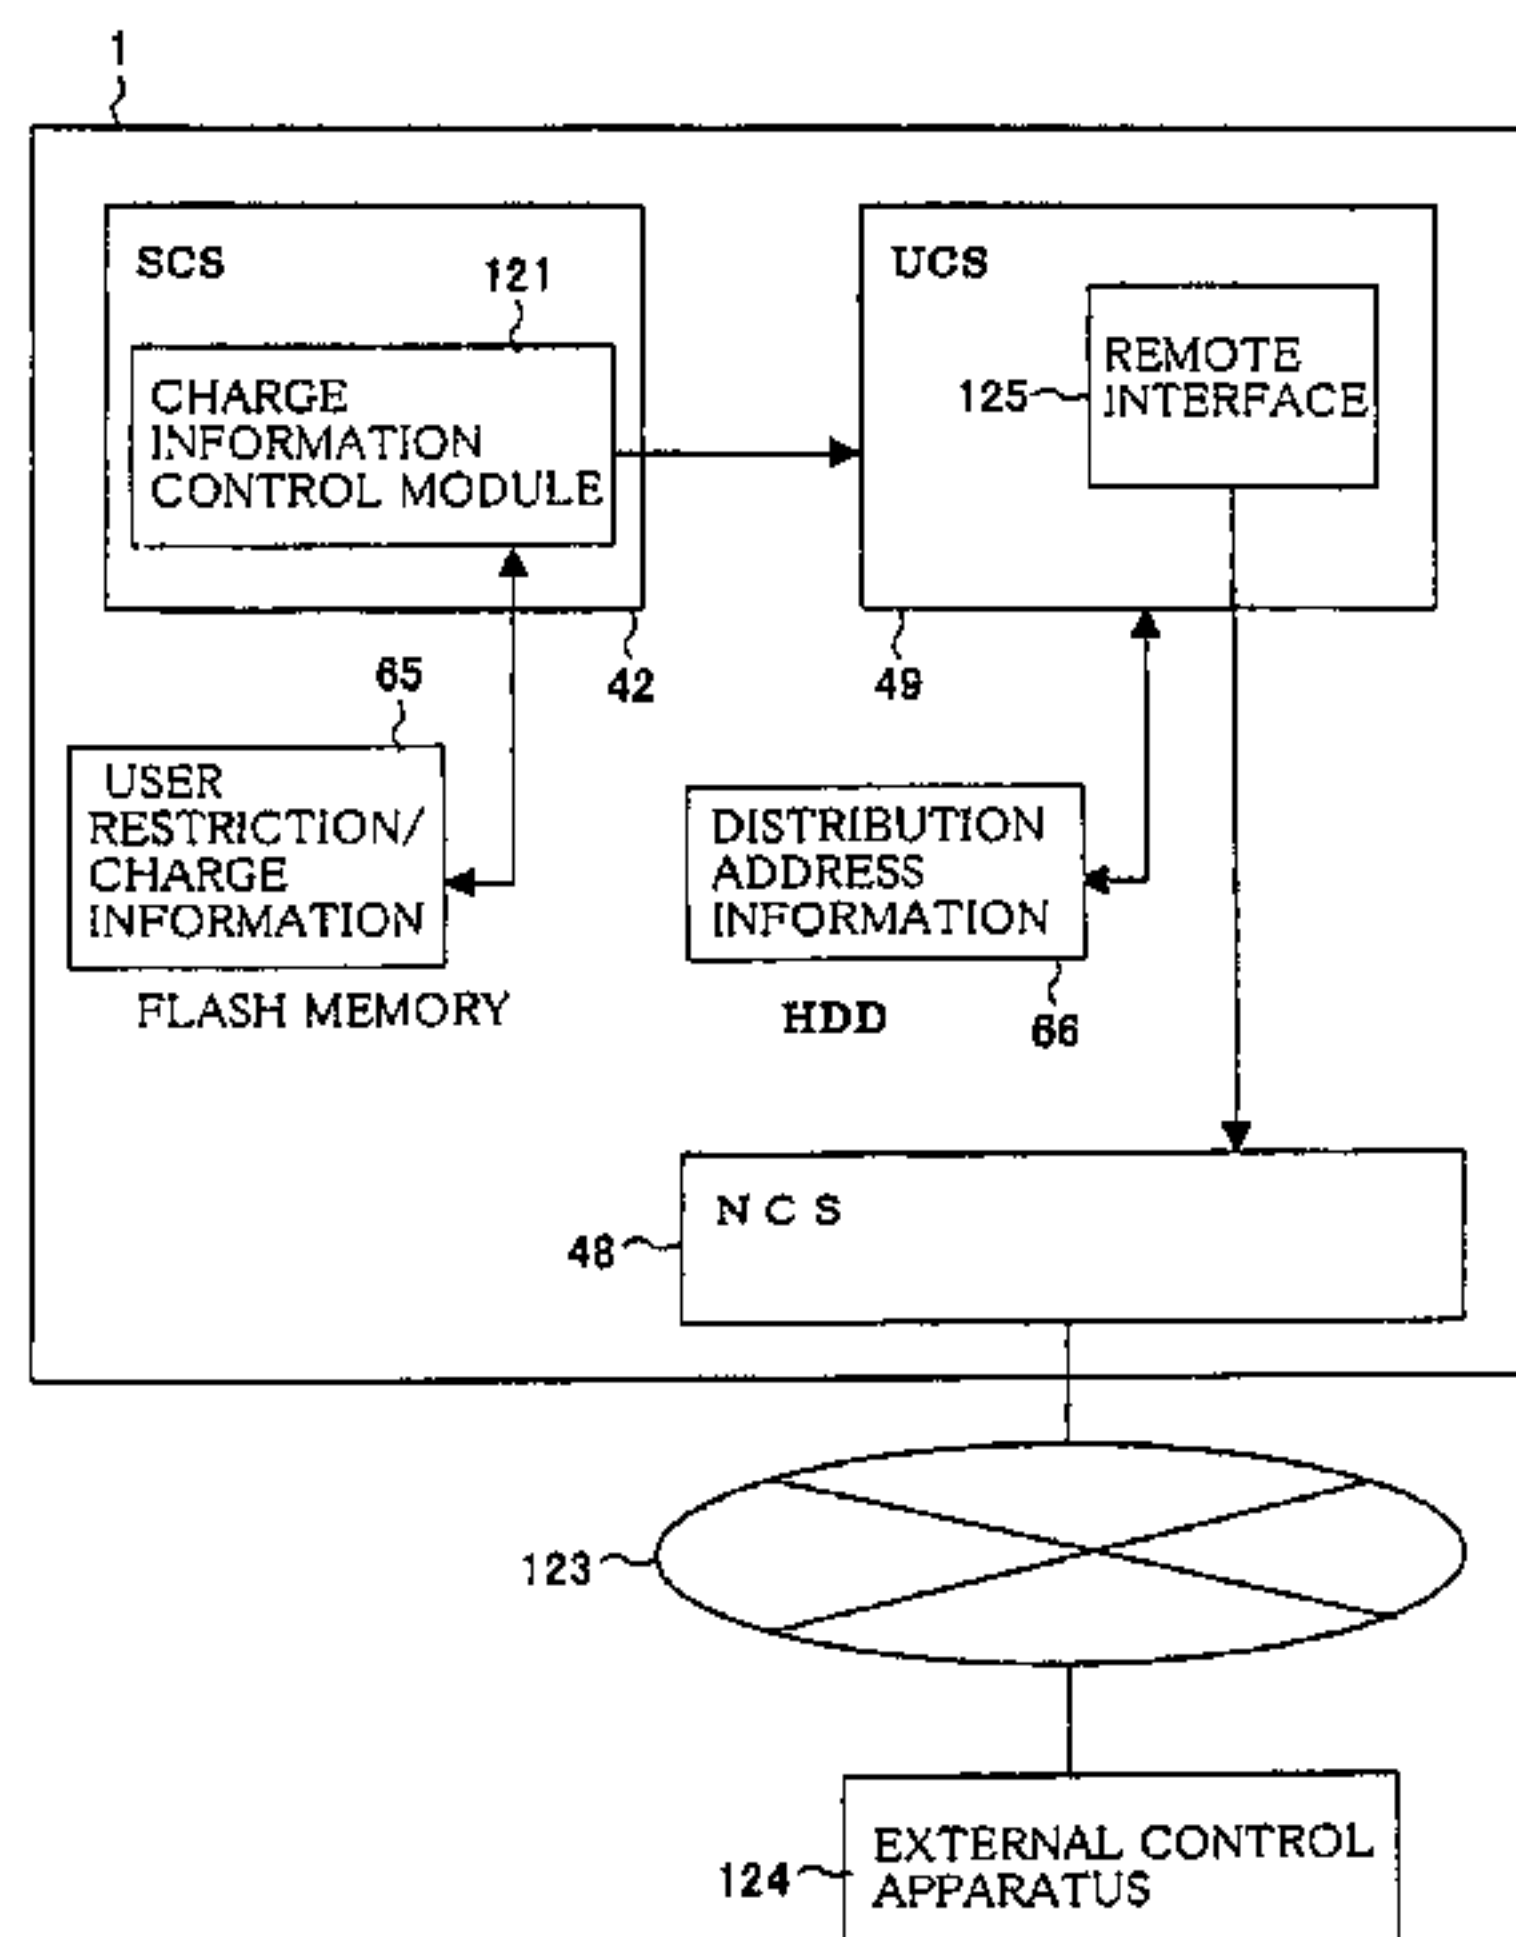 1
SCS
121
CHARGE
INFORMATION
CONTROL MODULE
UCS
REMOTE
INTERFACE
125
42
49
65
USER
RESTRICTION/
CHARGE
INFORMATION
FLASH MEMORY
DISTRIBUTION
ADDRESS
INFORMATION
HDD
66
NCS
48
123
124
EXTERNAL CONTROL
APPARATUS